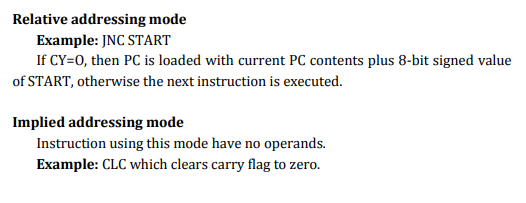 Relative addressing mode
Example: JNC START
If CY=O, then PC is loaded with current PC contents plus 8-bit signed value
of START, otherwise the next instruction is executed.
Implied addressing mode
Instruction using this mode have no operands.
Example: CLC which clears carry flag to zero.